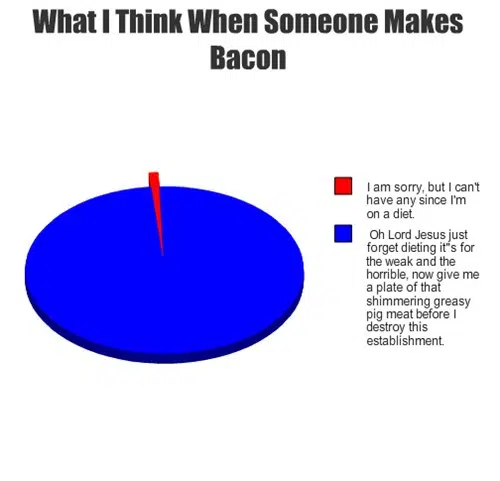 What I Think When Someone Makes
Bacon
I am sorry, but I can't
have any since I'm
on a diet.
Oh Lord Jesus just
forget dieting it"s for
the weak and the
horrible, now give me
a plate of that
shimmering greasy
pig meat before I
destroy this
establishment.